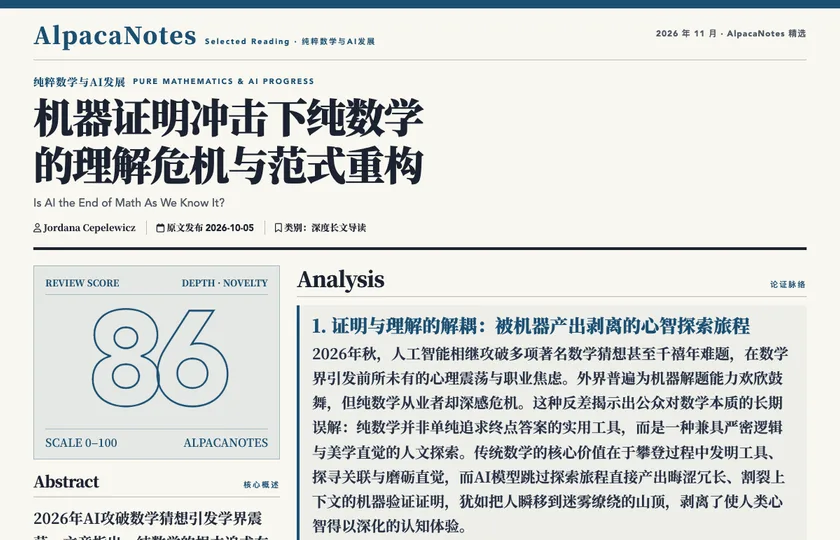 AlpacaNotes Selected Reading · 纯粹数学与AI发展
2026 年 11 月 · AlpacaNotes 精选
纯粹数学与AI发展 PURE MATHEMATICS & AI PROGRESS
机器证明冲击下纯数学
的理解危机与范式重构
Is AI the End of Math As We Know It?
Jordana Cepelewicz 原文发布 2026-10-05 类别：深度长文导读
REVIEW SCORE DEPTH · NOVELTY
86
SCALE 0–100 ALPACANOTES
Abstract 核心概述
2026年AI攻破数学猜想引发学界震
Analysis 论证脉络
1. 证明与理解的解耦：被机器产出剥离的心智探索旅程
2026年秋，人工智能相继攻破多项著名数学猜想甚至千禧年难题，在数学
界引发前所未有的心理震荡与职业焦虑。外界普遍为机器解题能力欢欣鼓
舞，但纯数学从业者却深感危机。这种反差揭示出公众对数学本质的长期
误解：纯数学并非单纯追求终点答案的实用工具，而是一种兼具严密逻辑
与美学直觉的人文探索。传统数学的核心价值在于攀登过程中发明工具、
探寻关联与磨砺直觉，而AI模型跳过探索旅程直接产出晦涩冗长、割裂上
下文的机器验证证明，犹如把人瞬移到迷雾缭绕的山顶，剥离了使人类心
智得以深化的认知体验。